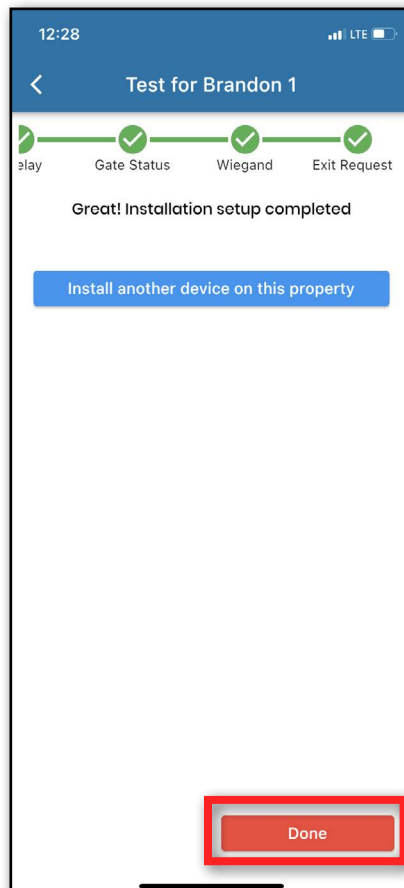 12:28 LTE
Test for Brandon 1
elay Gate Status Wiegand Exit Request
Great! Installation setup completed
Install another device on this property
Done